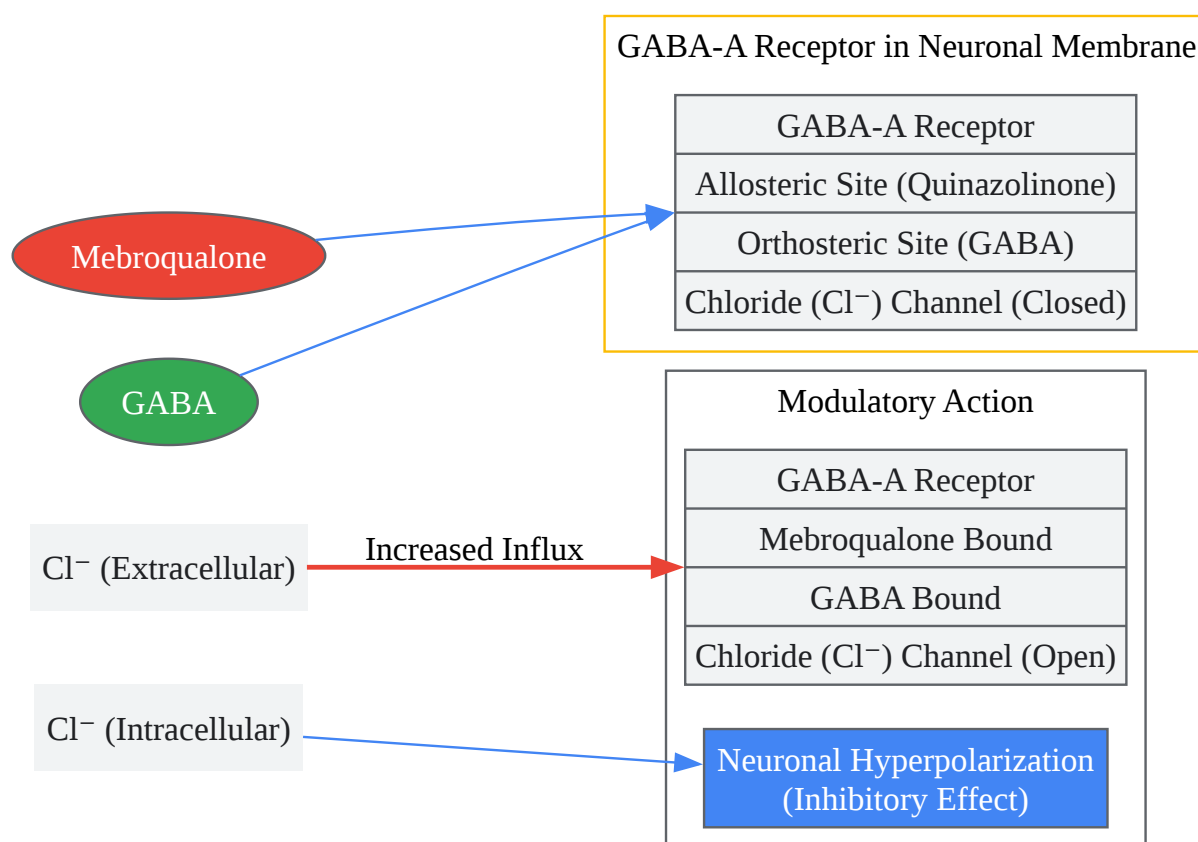 GABA-A Receptor in Neuronal Membrane
GABA-A Receptor
Allosteric Site (Quinazolinone)
Orthosteric Site (GABA)
Chloride (Cl⁻) Channel (Closed)
Mebroqualone
GABA
Modulatory Action
GABA-A Receptor
Mebroqualone Bound
GABA Bound
Chloride (Cl⁻) Channel (Open)
Increased Influx
Cl⁻ (Extracellular)
Cl⁻ (Intracellular)
Neuronal Hyperpolarization
(Inhibitory Effect)